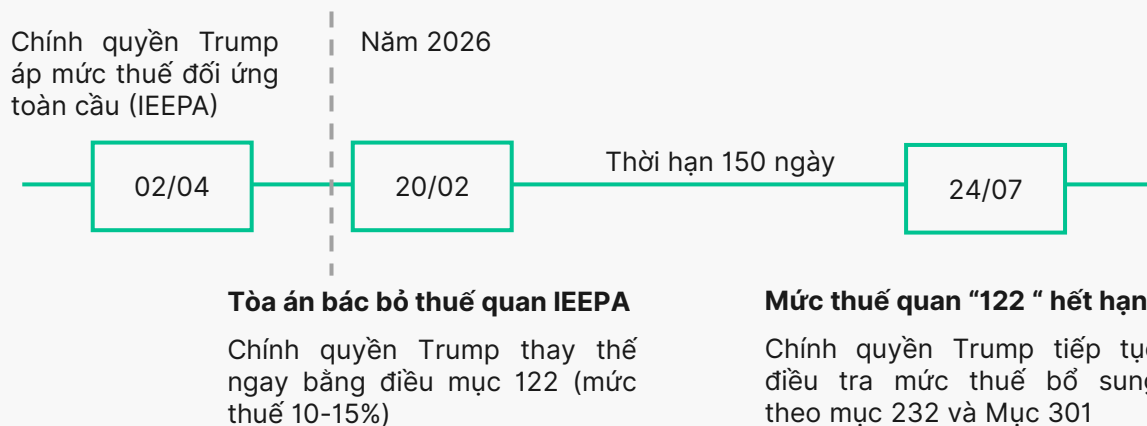 Chính quyền Trump
áp mức thuế đối ứng
toàn cầu (IEEPA)
Năm 2026
02/04
20/02
Thời hạn 150 ngày
24/07
Tòa án bác bỏ thuế quan IEEPA
Chính quyền Trump thay thế
ngay bằng điều mục 122 (mức
thuế 10-15%)
Mức thuế quan “122 “ hết hạn
Chính quyền Trump tiếp tục
điều tra mức thuế bổ sung
theo mục 232 và Mục 301